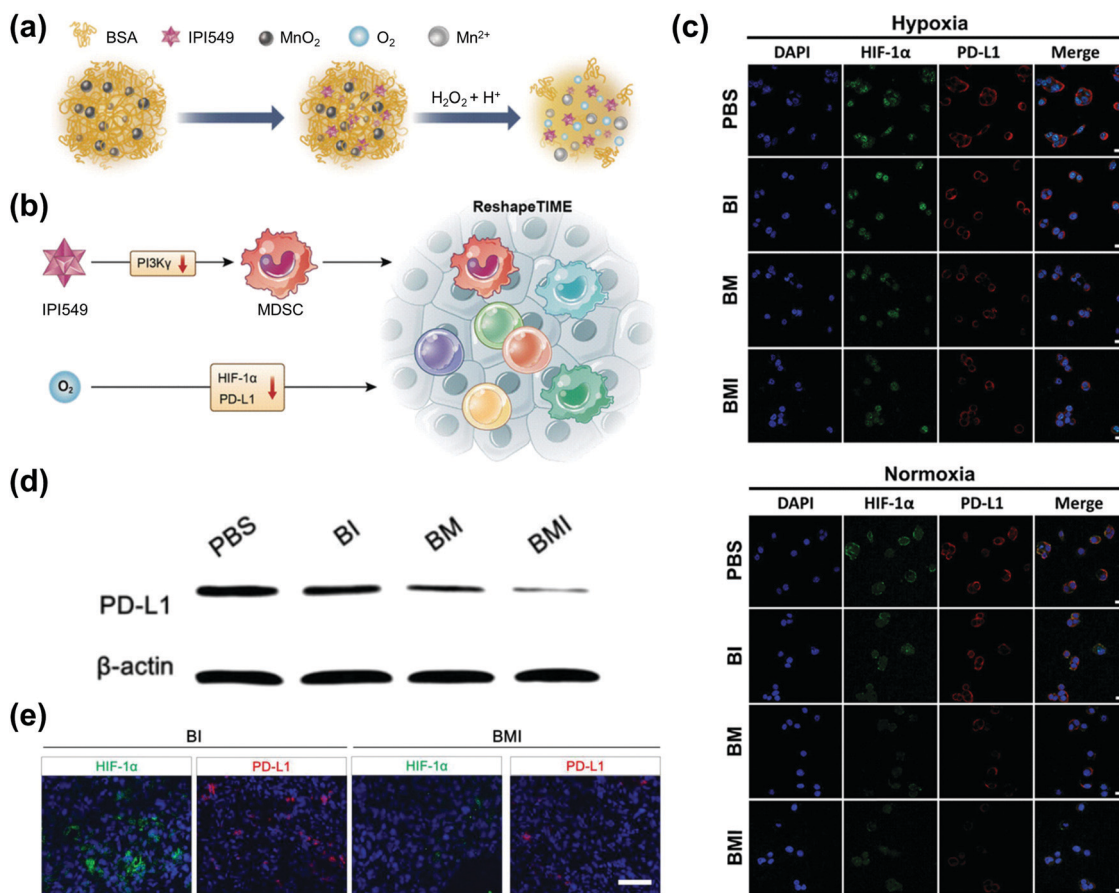 (a)
BSA IPI549 MnO₂ O₂ Mn²⁺
H₂O₂ + H⁺
(b)
ReshapeTIME
PI3Kγ
IPI549
MDSC
O₂
HIF-1α
PD-L1
(c)
Hypoxia
DAPI HIF-1α PD-L1 Merge
PBS
BI
BM
BMI
Normoxia
DAPI HIF-1α PD-L1 Merge
PBS
BI
BM
BMI
(d)
PBS BI BM BMI
PD-L1
β-actin
(e)
BI BMI
HIF-1α PD-L1 HIF-1α PD-L1